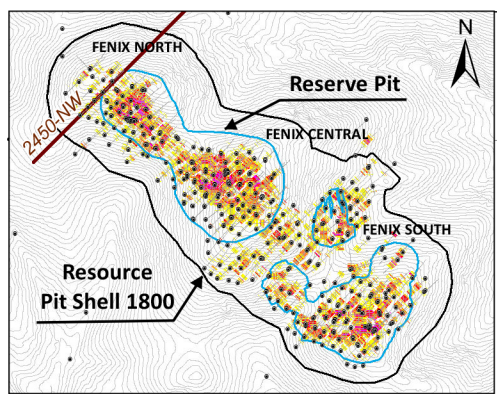 FENIX NORTH
N
2450-NW
Reserve Pit
FENIX CENTRAL
FENIX SOUTH
Resource
Pit Shell 1800